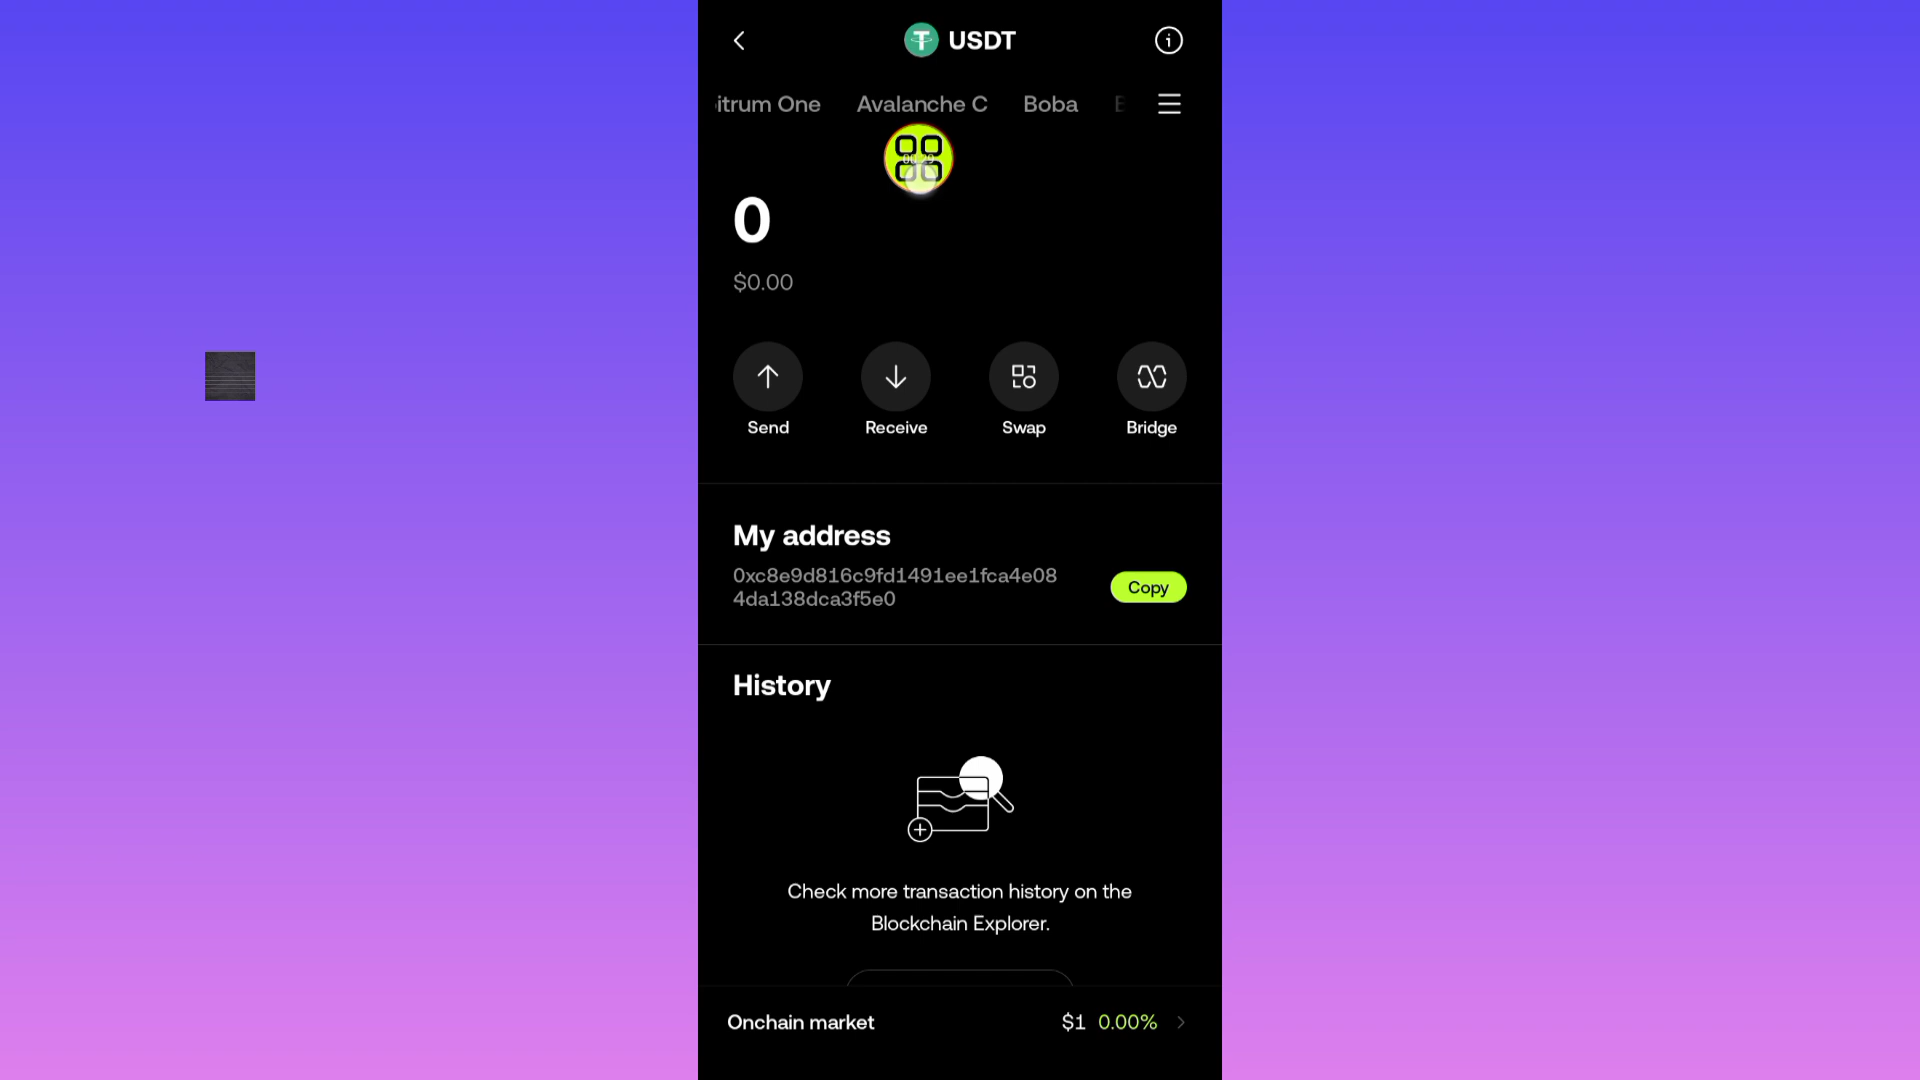 USDT
itrum One Avalanche C Boba
0
$0.00
Send Receive Swap Bridge
My address
0xc8e9d816c9fd1491ee1fca4e08
4da138dca3f5e0
Copy
History
Check more transaction history on the
Blockchain Explorer.
Onchain market $1 0.00%